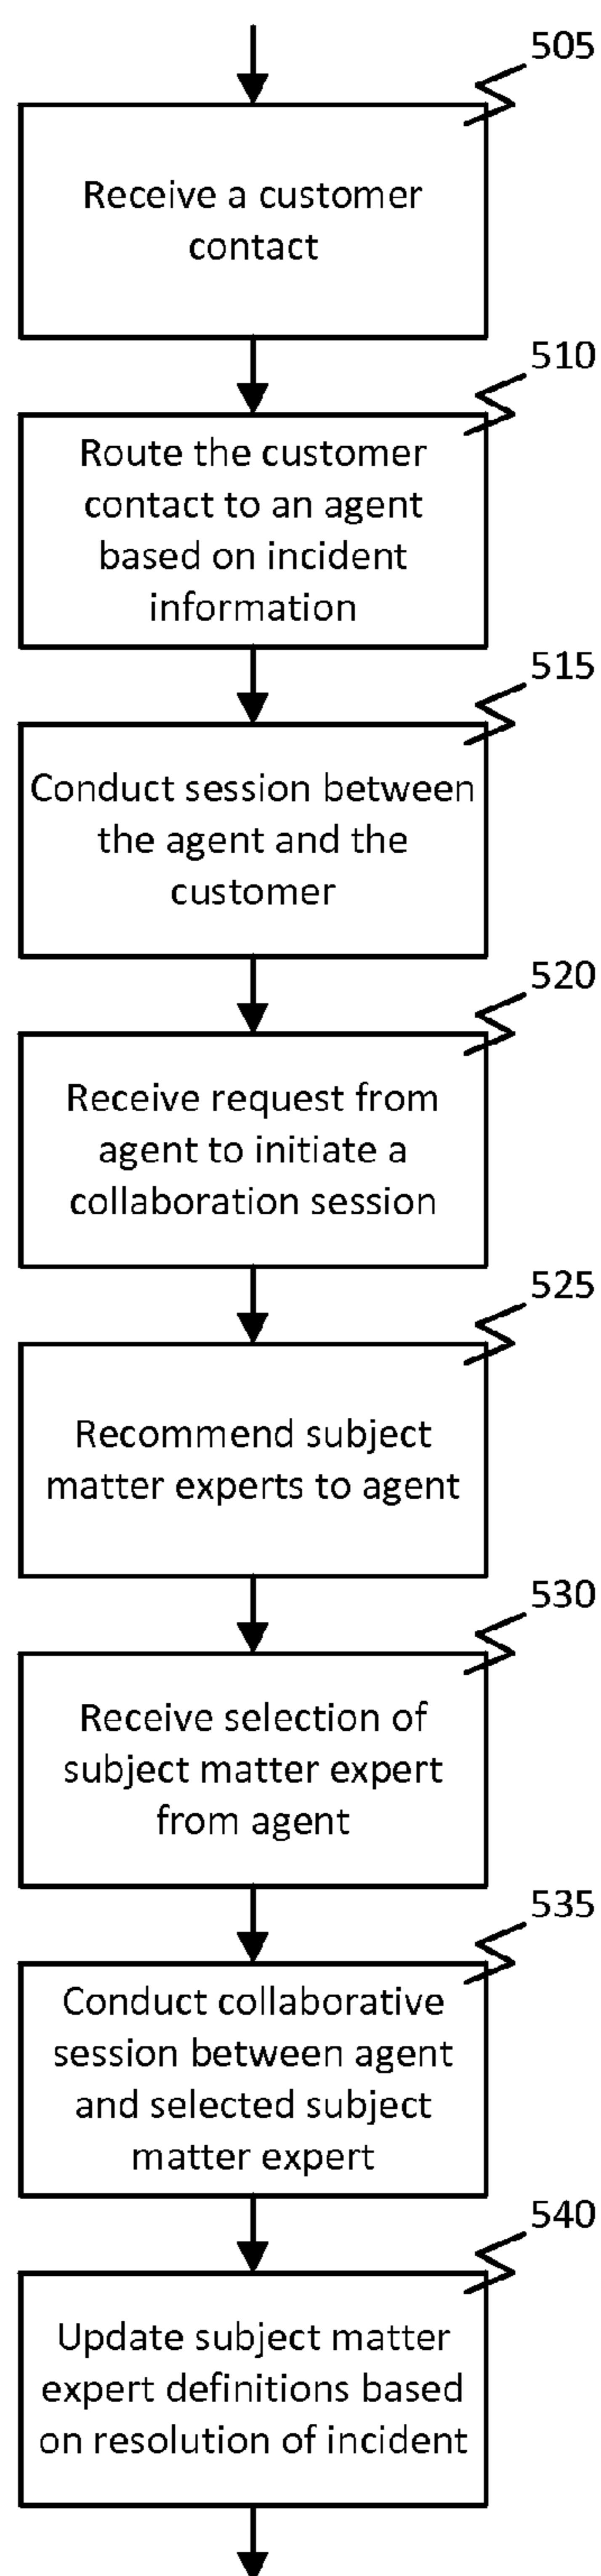 505
Receive a customer
contact
510
Route the customer
contact to an agent
based on incident
information
515
Conduct session between
the agent and the
customer
520
Receive request from
agent to initiate a
collaboration session
525
Recommend subject
matter experts to agent
530
Receive selection of
subject matter expert
from agent
535
Conduct collaborative
session between agent
and selected subject
matter expert
540
Update subject matter
expert definitions based
on resolution of incident